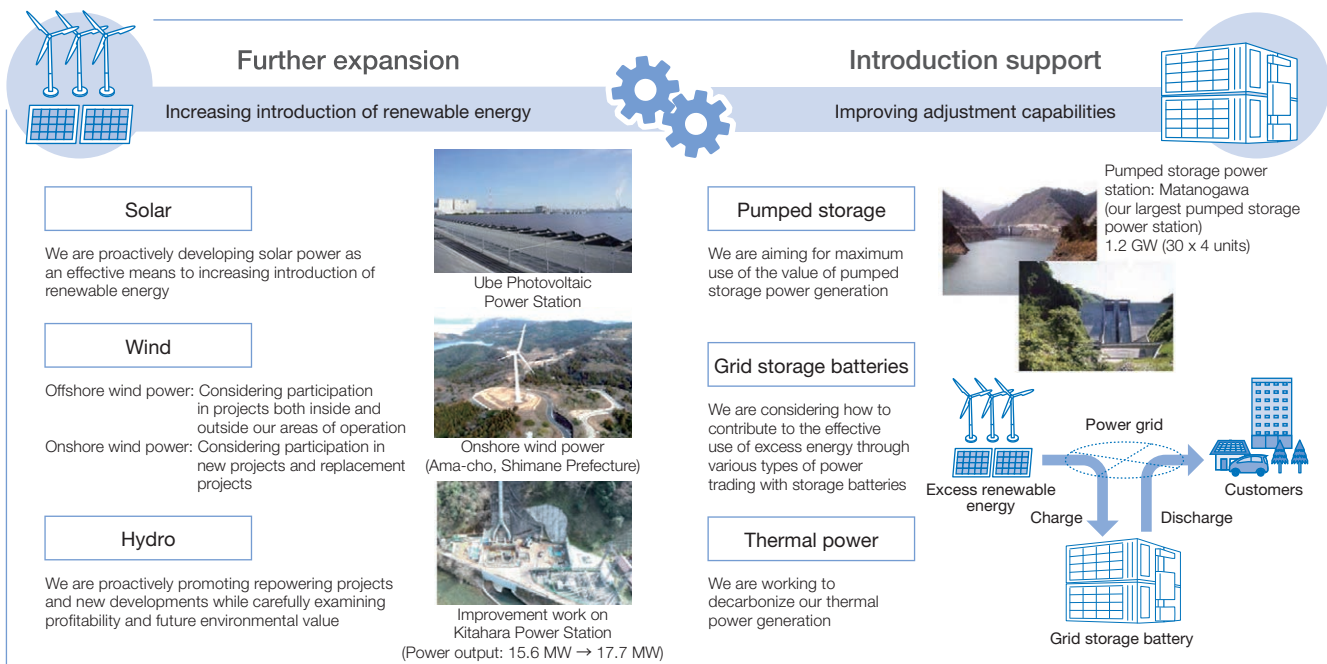 Further expansion
Increasing introduction of renewable energy
Solar
We are proactively developing solar power as
an effective means to increasing introduction of
renewable energy
Ube Photovoltaic
Power Station
Wind
Offshore wind power: Considering participation
in projects both inside and
outside our areas of operation
Onshore wind power: Considering participation in
new projects and replacement
projects
Onshore wind power
(Ama-cho, Shimane Prefecture)
Hydro
We are proactively promoting repowering projects
and new developments while carefully examining
profitability and future environmental value
Improvement work on
Kitahara Power Station
(Power output: 15.6 MW → 17.7 MW)
Introduction support
Improving adjustment capabilities
Pumped storage
We are aiming for maximum
use of the value of pumped
storage power generation
Pumped storage power
station: Matanogawa
(our largest pumped storage
power station)
1.2 GW (30 x 4 units)
Grid storage batteries
We are considering how to
contribute to the effective
use of excess energy through
various types of power
trading with storage batteries
Power grid
Excess renewable
energy
Customers
Charge
Discharge
Grid storage battery
Thermal power
We are working to
decarbonize our thermal
power generation